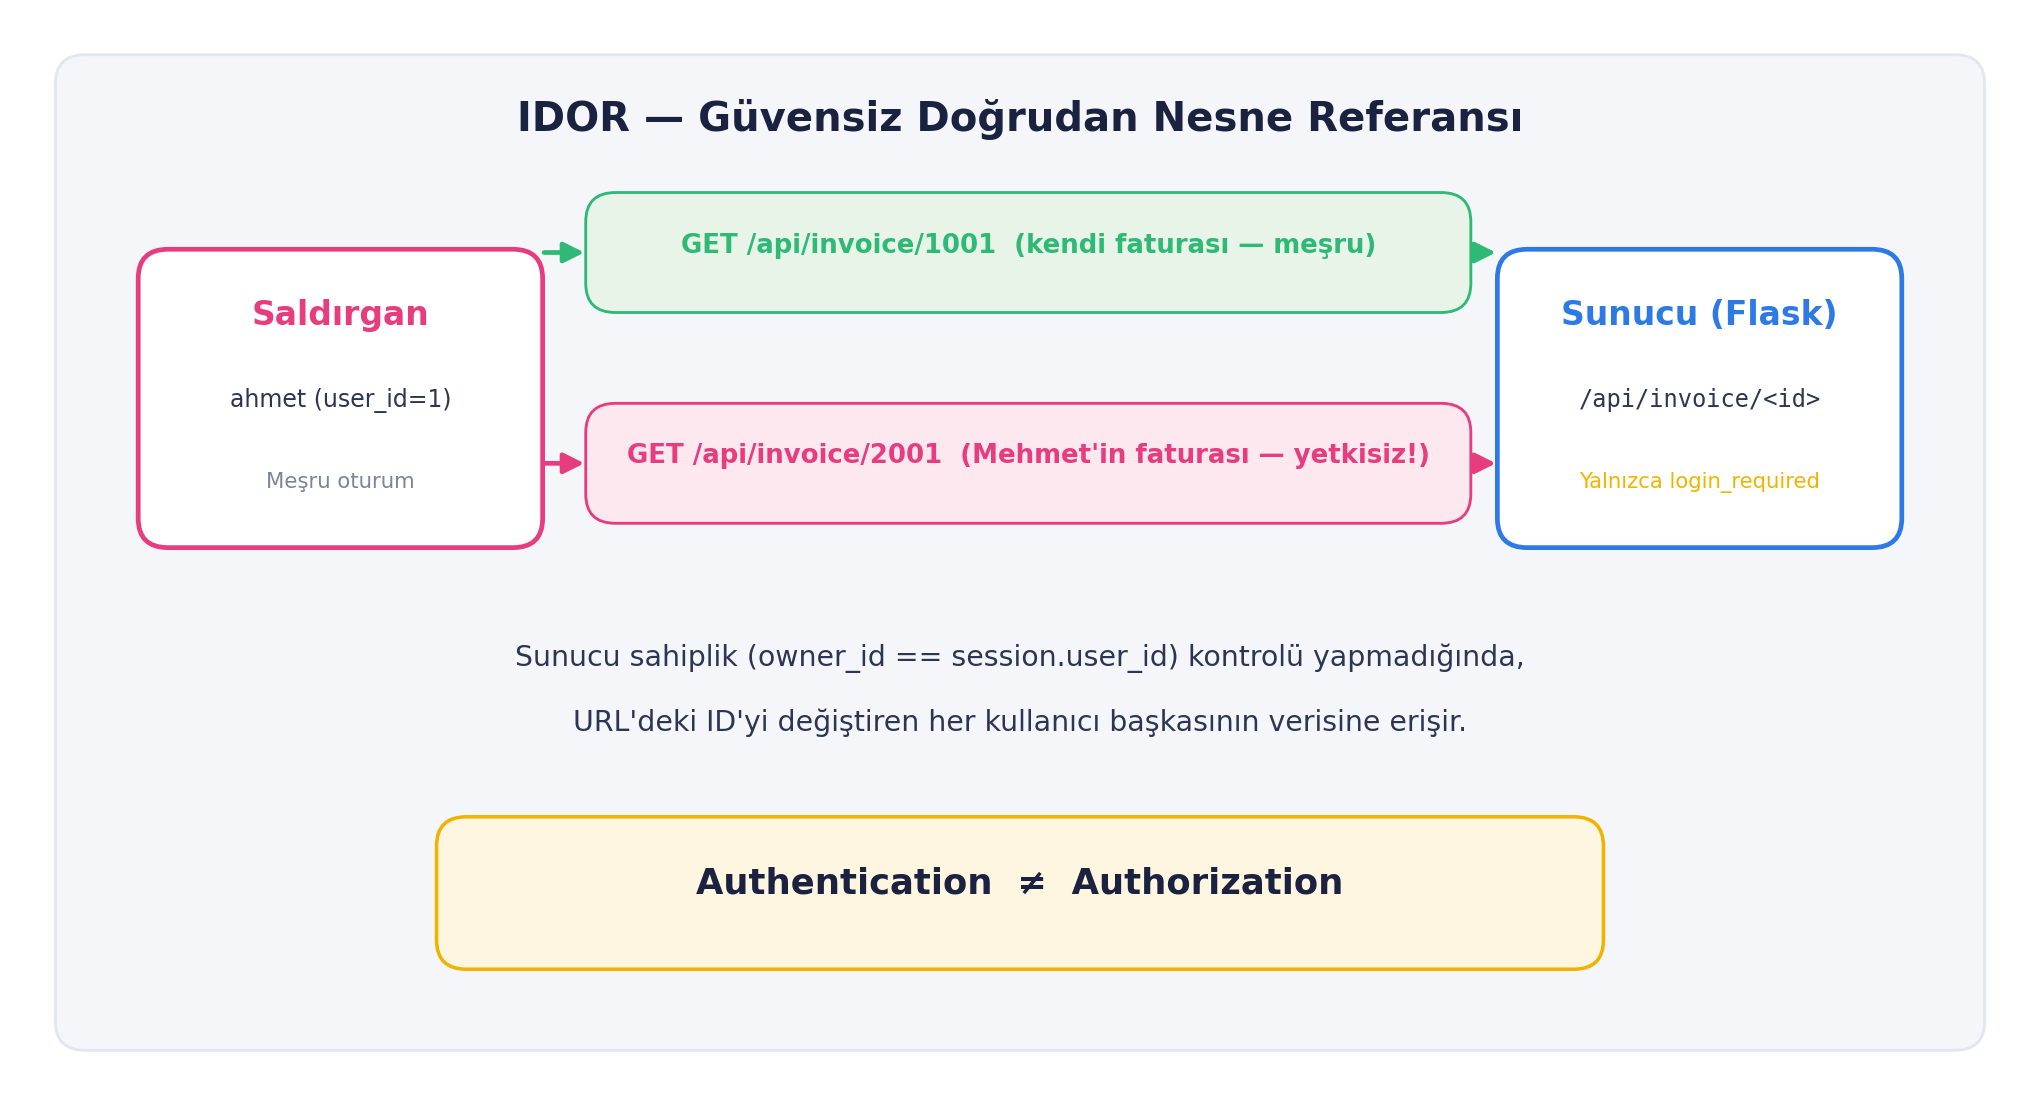 IDOR — Güvensiz Doğrudan Nesne Referansı
GET /api/invoice/1001 (kendi faturası — meşru)
Saldırgan
ahmet (user_id=1)
Meşru oturum
GET /api/invoice/2001 (Mehmet'in faturası — yetkisiz!)
Sunucu (Flask)
/api/invoice/<id>
Yalnızca login_required
Sunucu sahiplik (owner_id == session.user_id) kontrolü yapmadığında,
URL'deki ID'yi değiştiren her kullanıcı başkasının verisine erişir.
Authentication ≠ Authorization